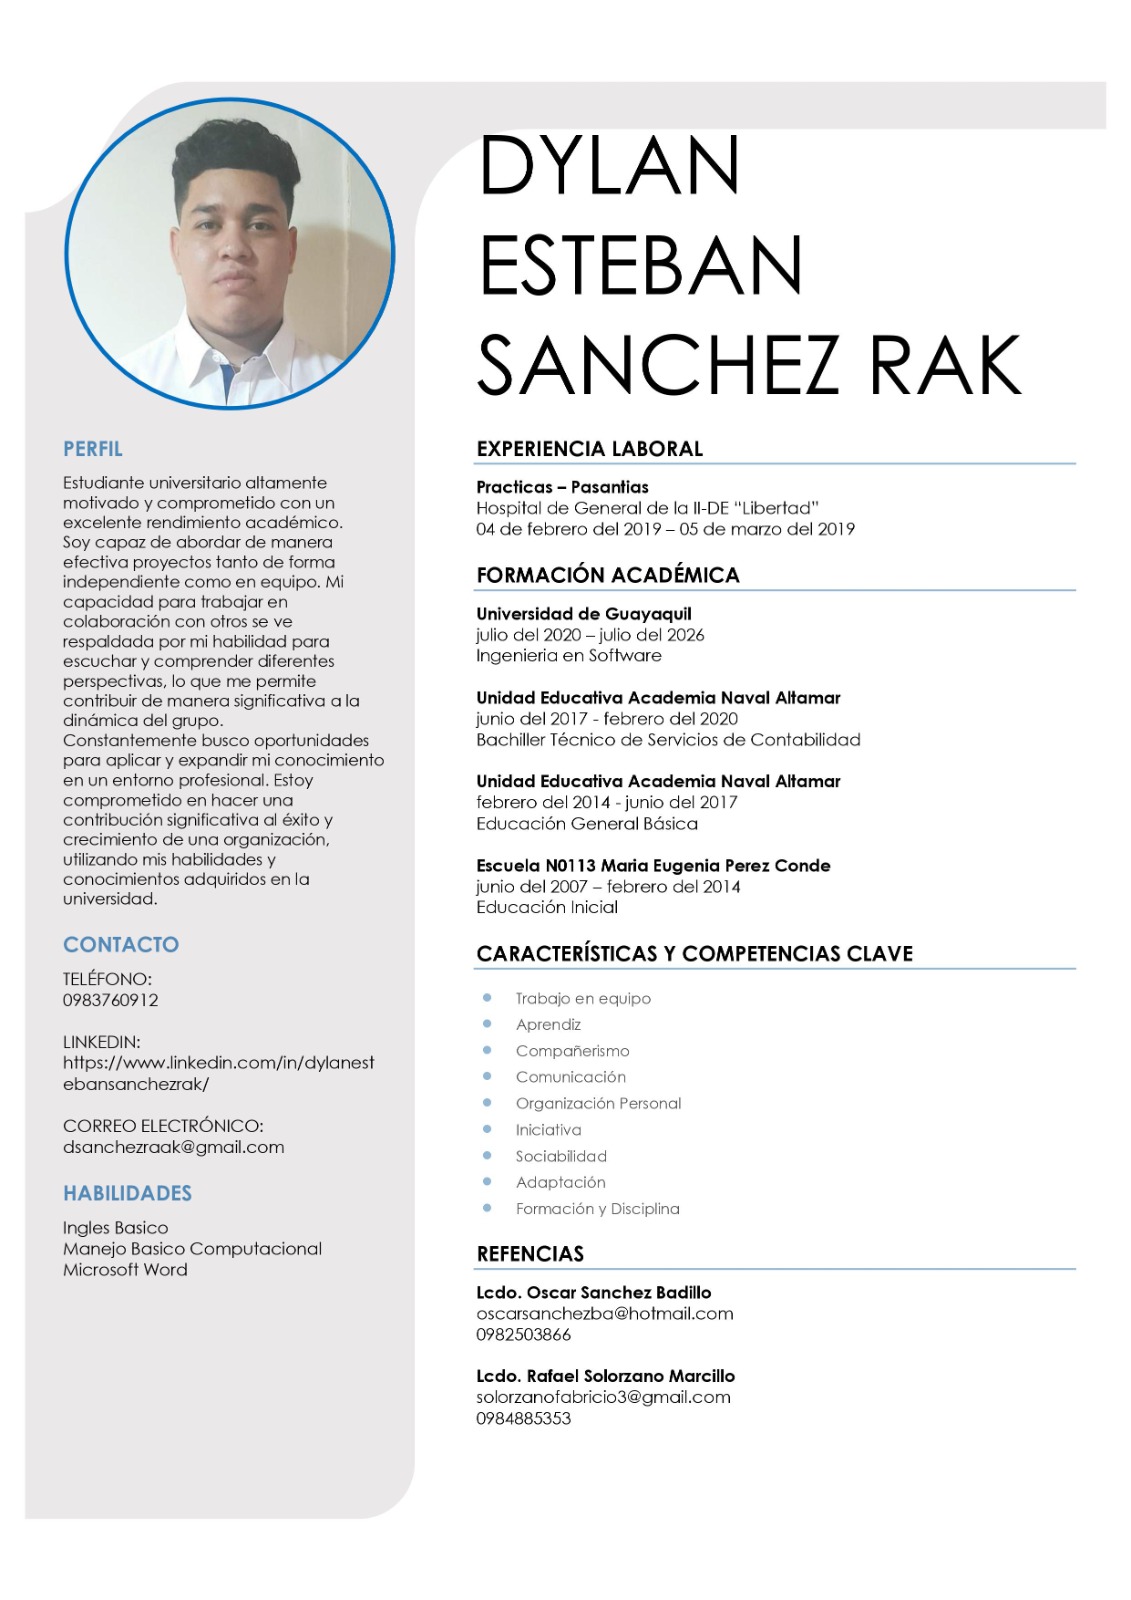 DYLAN
ESTEBAN
SANCHEZ RAK
PERFIL
Estudiante universitario altamente
motivado y comprometido con un
excelente rendimiento académico.
Soy capaz de abordar de manera
efectiva proyectos tanto de forma
independiente como en equipo. Mi
capacidad para trabajar en
colaboración con otros se ve
respaldada por mi habilidad para
escuchar y comprender diferentes
perspectivas, lo que me permite
contribuir de manera significativa a la
dinámica del grupo.
Constantemente busco oportunidades
para aplicar y expandir mi conocimiento
en un entorno profesional. Estoy
comprometido en hacer una
contribución significativa al éxito y
crecimiento de una organización,
utilizando mis habilidades y
conocimientos adquiridos en la
universidad.
CONTACTO
TELÉFONO:
0983760912
LINKEDIN:
https://www.linkedin.com/in/dylanest
ebansanchezrak/
CORREO ELECTRÓNICO:
dsanchezraak@gmail.com
HABILIDADES
Ingles Basico
Manejo Basico Computacional
Microsoft Word
EXPERIENCIA LABORAL
Practicas – Pasantias
Hospital de General de la II-DE “Libertad”
04 de febrero del 2019 – 05 de marzo del 2019
FORMACIÓN ACADÉMICA
Universidad de Guayaquil
julio del 2020 – julio del 2026
Ingenieria en Software
Unidad Educativa Academia Naval Altamar
junio del 2017 - febrero del 2020
Bachiller Técnico de Servicios de Contabilidad
Unidad Educativa Academia Naval Altamar
febrero del 2014 - junio del 2017
Educación General Básica
Escuela N0113 Maria Eugenia Perez Conde
junio del 2007 – febrero del 2014
Educación Inicial
CARACTERÍSTICAS Y COMPETENCIAS CLAVE
Trabajo en equipo
Aprendiz
Compañerismo
Comunicación
Organización Personal
Iniciativa
Sociabilidad
Adaptación
Formación y Disciplina
REFENCIAS
Lcdo. Oscar Sanchez Badillo
oscarsanchezba@hotmail.com
0982503866
Lcdo. Rafael Solorzano Marcillo
solorzanofabricio3@gmail.com
0984885353